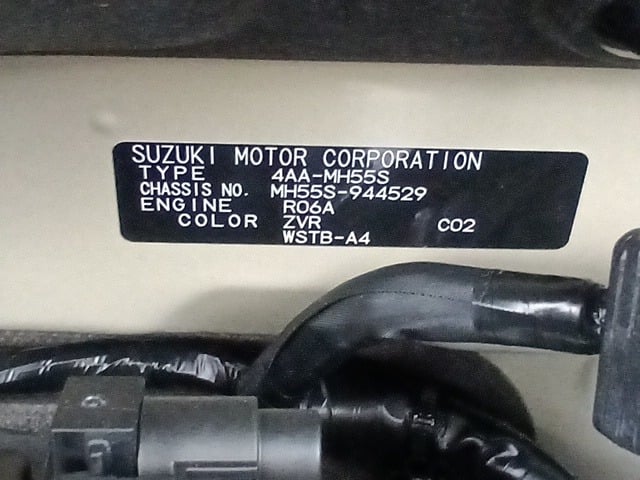 SUZUKI MOTOR CORPORATION
TYPE 4AA-MH55S
CHASSIS NO. MH55S-944529
ENGINE R06A
COLOR ZVR C02
WSTB-A4